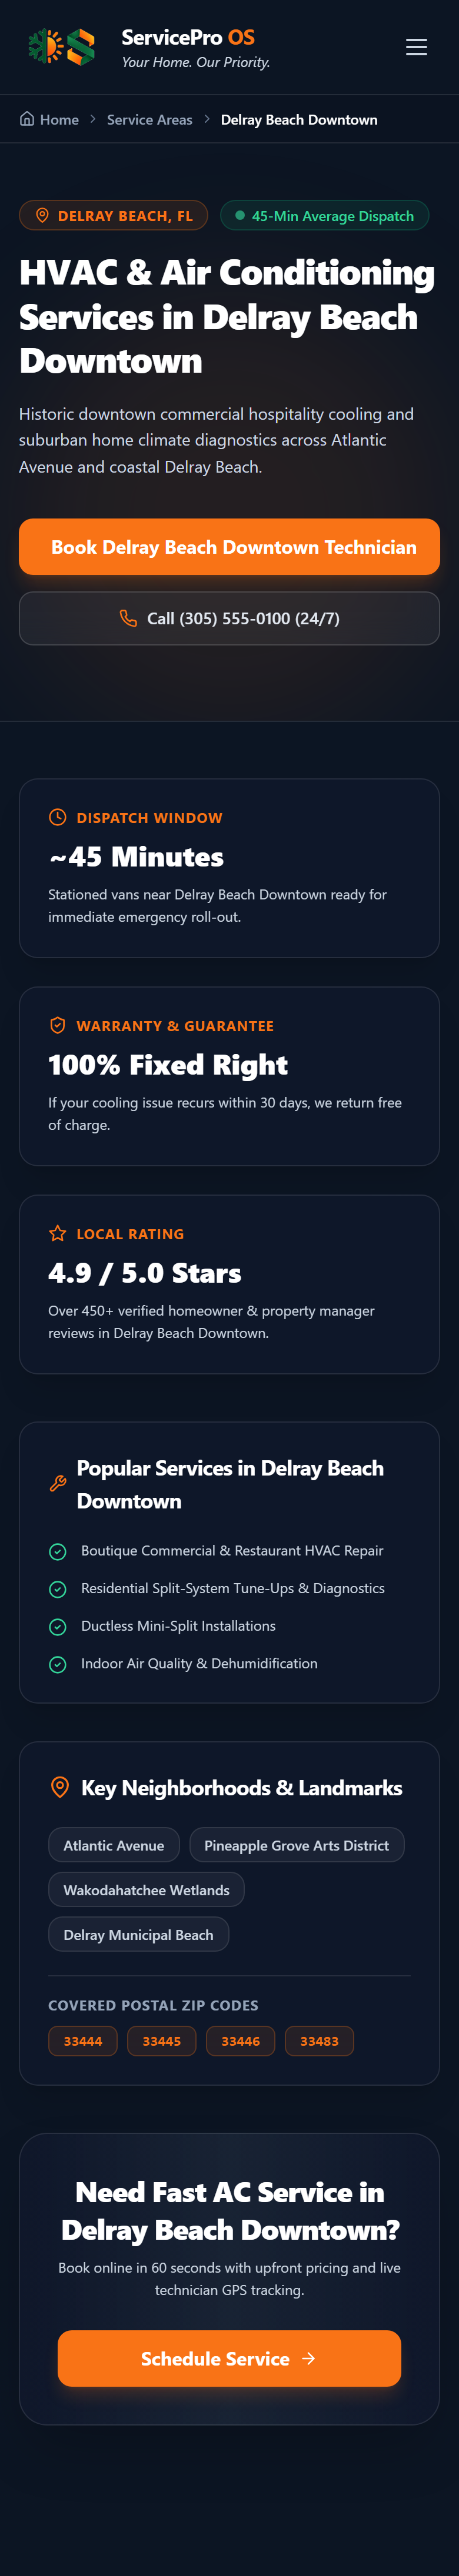 ServicePro OS
Your Home. Our Priority.
Home > Service Areas > Delray Beach Downtown
DELRAY BEACH, FL
45-Min Average Dispatch
HVAC & Air Conditioning
Services in Delray Beach
Downtown
Historic downtown commercial hospitality cooling and
suburban home climate diagnostics across Atlantic
Avenue and coastal Delray Beach.
Book Delray Beach Downtown Technician
Call (305) 555-0100 (24/7)
DISPATCH WINDOW
~45 Minutes
Stationed vans near Delray Beach Downtown ready for
immediate emergency roll-out.
WARRANTY & GUARANTEE
100% Fixed Right
If your cooling issue recurs within 30 days, we return free
of charge.
LOCAL RATING
4.9 / 5.0 Stars
Over 450+ verified homeowner & property manager
reviews in Delray Beach Downtown.
Popular Services in Delray Beach
Downtown
Boutique Commercial & Restaurant HVAC Repair
Residential Split-System Tune-Ups & Diagnostics
Ductless Mini-Split Installations
Indoor Air Quality & Dehumidification
Key Neighborhoods & Landmarks
Atlantic Avenue
Pineapple Grove Arts District
Wakodahatchee Wetlands
Delray Municipal Beach
COVERED POSTAL ZIP CODES
33444 33445 33446 33483
Need Fast AC Service in
Delray Beach Downtown?
Book online in 60 seconds with upfront pricing and live
technician GPS tracking.
Schedule Service →